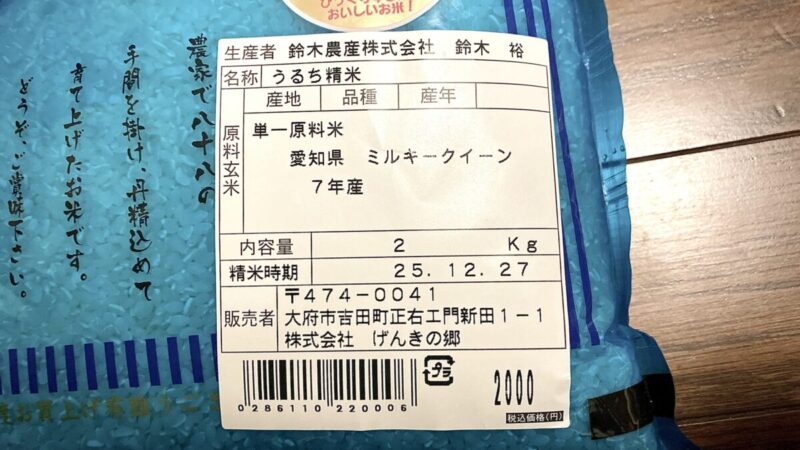 おいしいお米!
農家で八十八の
手間を掛け、丹精込めて
育て上げたお米です。
どうぞ、ご賞味下さい。
生産者 鈴木農産株式会社 鈴木 裕
名称 うるち精米
原料玄米
産地 品種 産年
単一原料米
愛知県 ミルキークイーン
7年産
内容量 2 Kg
精米時期 25.12.27
販売者
〒474-0041
大府市吉田町正右エ門新田1-1
株式会社 げんきの郷
プラ
0286110 220006
2000
税込価格(円)